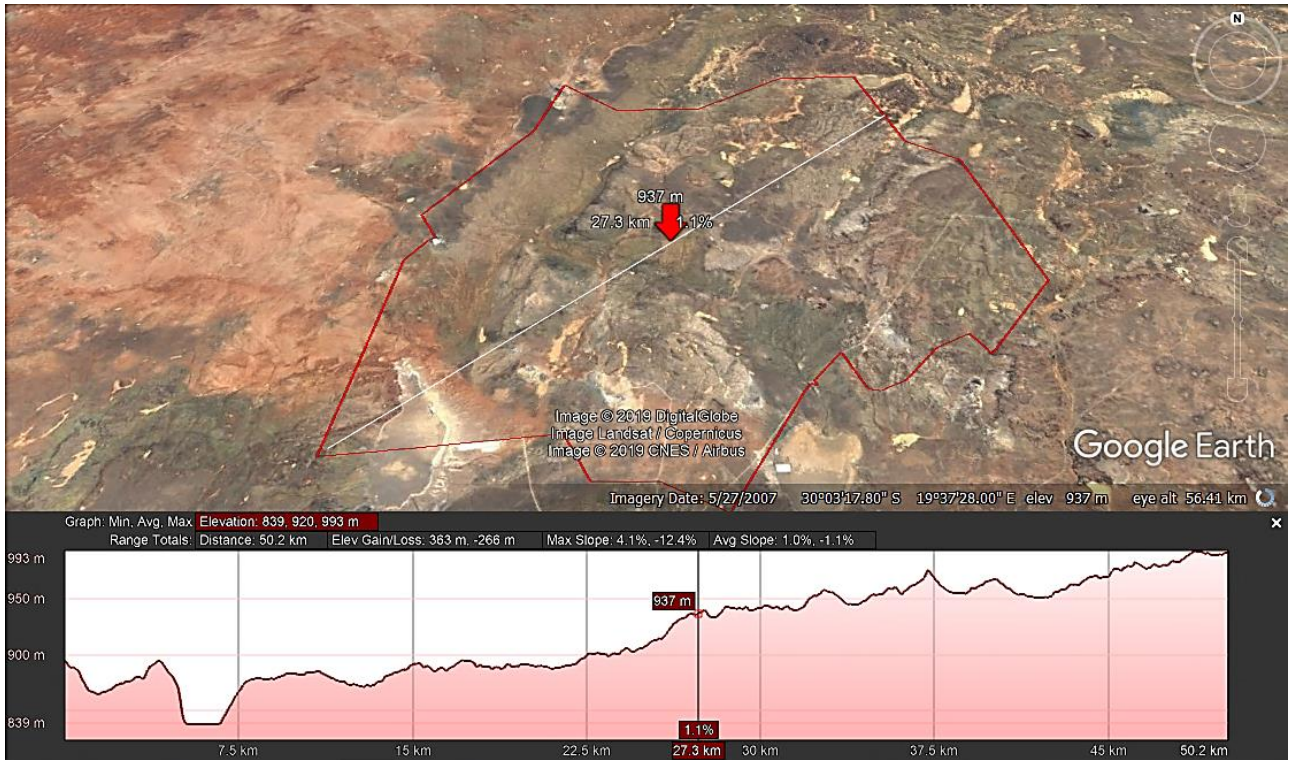 N
937 m
27.3 km 1.1%
Image © 2019 DigitalGlobe
Image Landsat / Copernicus
Image © 2019 CNES / Airbus
Google Earth
Imagery Date: 5/27/2007 30°03'17.80" S 19°37'28.00" E elev 937 m eye alt 56.41 km
Graph: Min, Avg, Max Elevation: 839, 920, 993 m
Range Totals: Distance: 50.2 km Elev Gain/Loss: 363 m, -266 m Max Slope: 4.1%, -12.4% Avg Slope: 1.0%, -1.1%
993 m
950 m
937 m
900 m
839 m
1.1%
7.5 km 15 km 22.5 km 27.3 km 30 km 37.5 km 45 km 50.2 km